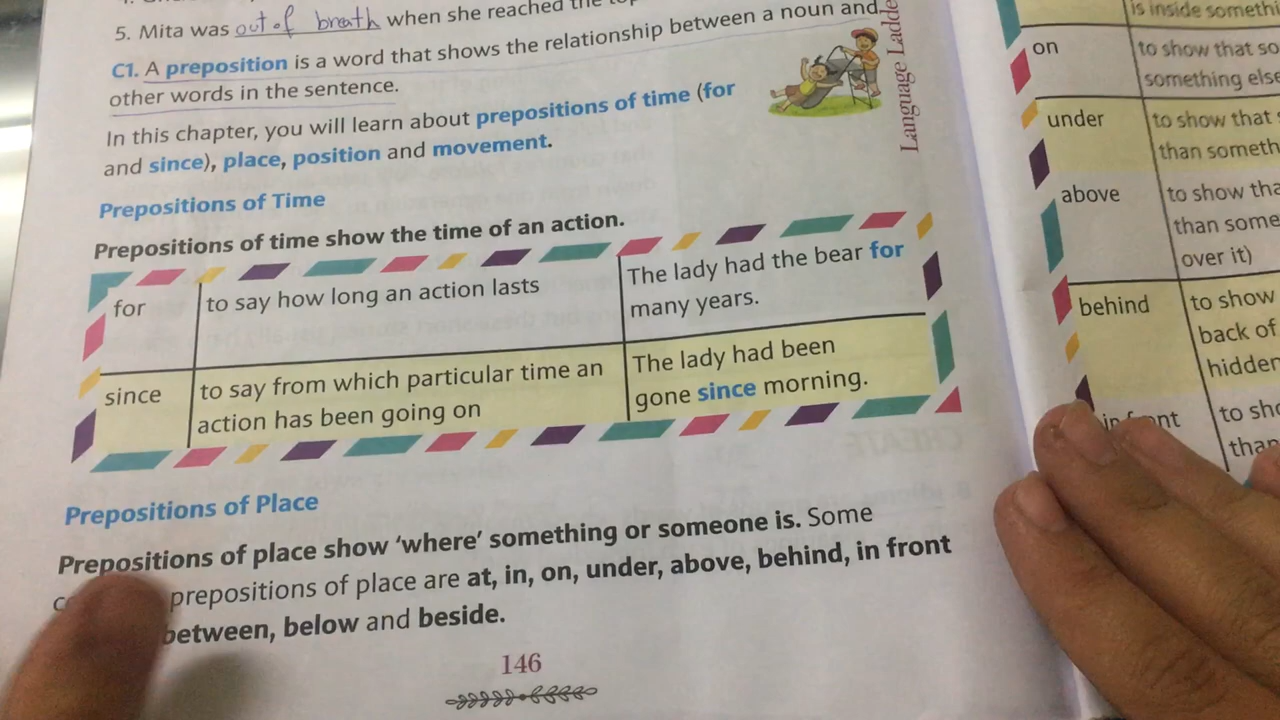 5. Mita was out of breath when she reached the
C1. A preposition is a word that shows the relationship between a noun and
other words in the sentence.
In this chapter, you will learn about prepositions of time (for
and since), place, position and movement.
Prepositions of Time
Prepositions of time show the time of an action.
for
to say how long an action lasts
The lady had the bear for
many years.
since
to say from which particular time an
action has been going on
The lady had been
gone since morning.
Prepositions of Place
Prepositions of place show ‘where’ something or someone is. Some
prepositions of place are at, in, on, under, above, behind, in front
between, below and beside.
146
Language Ladde
is inside somethi
on
to show that so
something else
under
to show that
than someth
above
to show tha
than some
over it)
behind
to show
back of
hidden
to sho
than